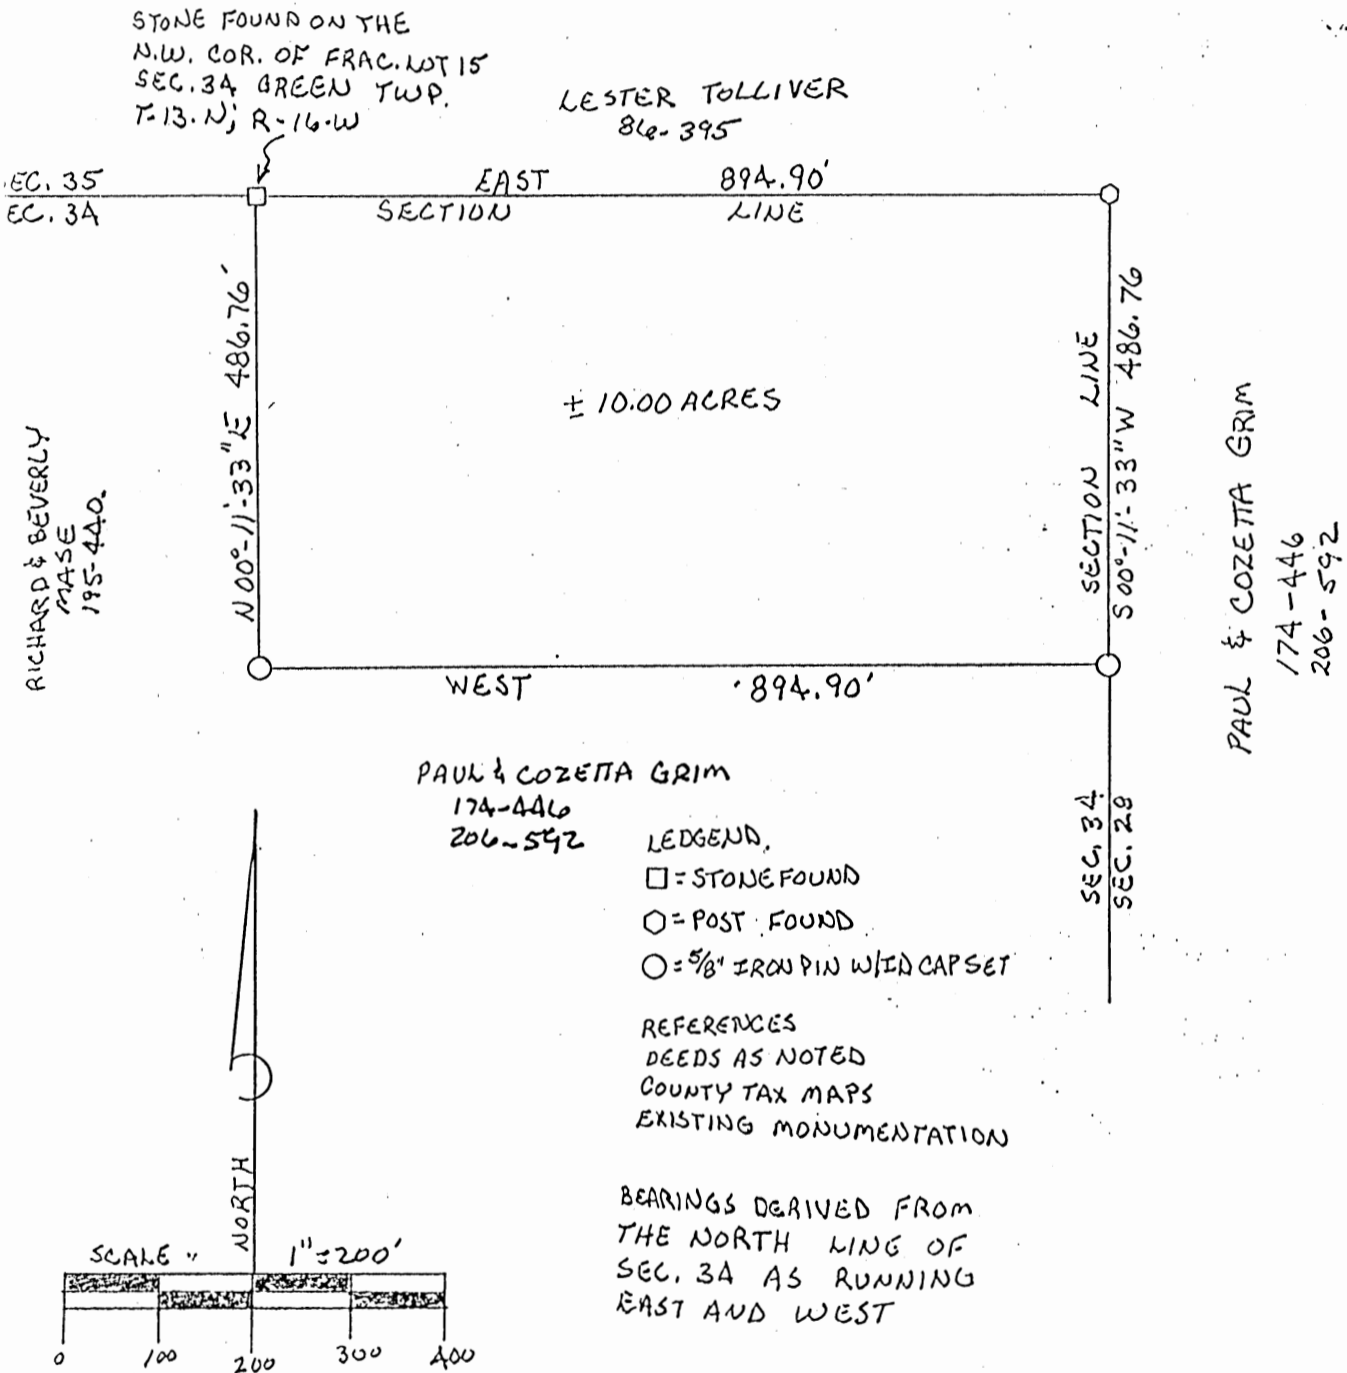 STONE FOUND ON THE
N.W. COR. OF FRAC. LOT 15
SEC. 34 GREEN TWP.
T-13-N; R-16-W
LESTER TOLLIVER
86-395
EC. 35
EC. 34
EAST 894.90'
SECTION LINE
N 00°-11'-33" E 486.76'
± 10.00 ACRES
SECTION LINE
S 00°-11'-33" W 486.76
RICHARD & BEVERLY
MASE
195-440.
PAUL & COZETTA GRIM
174-446
206-592
WEST 894.90'
PAUL & COZETTA GRIM
174-446
206-592
SEC. 34
SEC. 28
LEDGEND.
□ = STONE FOUND
⬡ = POST FOUND
○ = 5/8" IRON PIN W/ID CAP SET
REFERENCES
DEEDS AS NOTED
COUNTY TAX MAPS
EXISTING MONUMENTATION
NORTH
BEARINGS DERIVED FROM
THE NORTH LINE OF
SEC. 34 AS RUNNING
EAST AND WEST
SCALE " 1"=200'
0 100 200 300 400